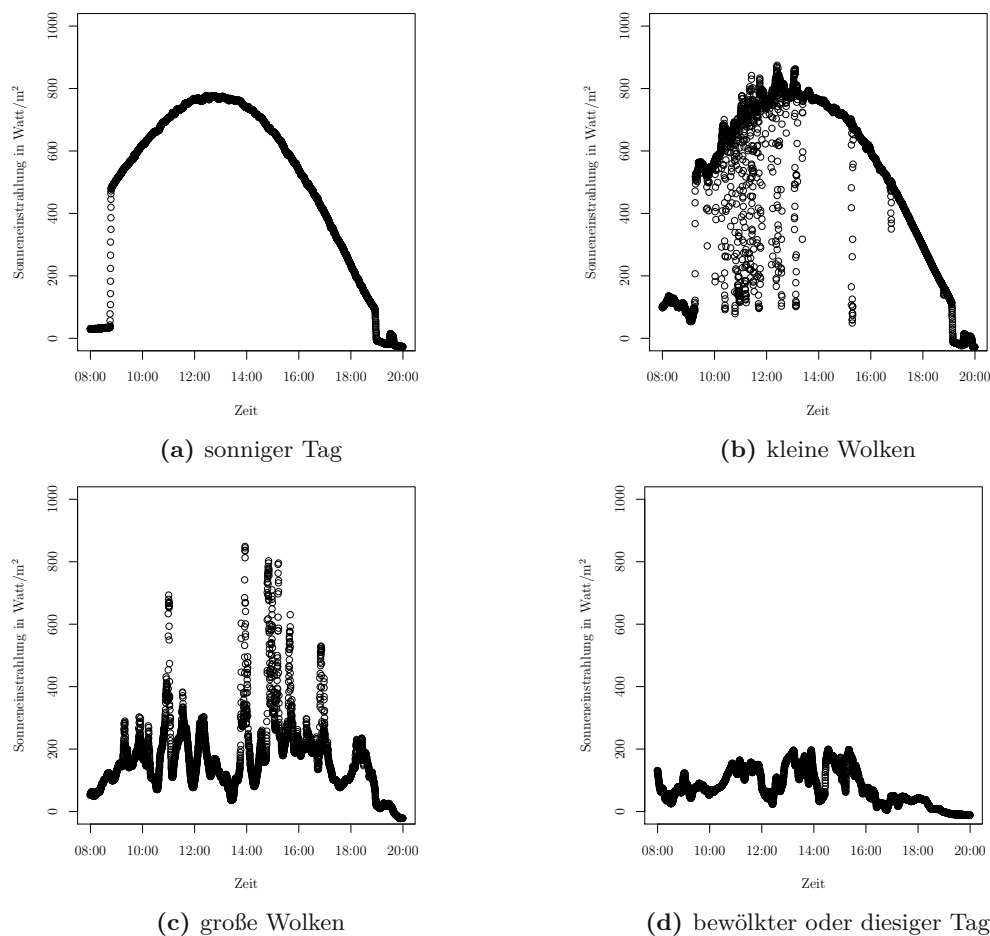 Sonneneinstrahlung in Watt/m²
1000
800
600
400
200
0
08:00 10:00 12:00 14:00 16:00 18:00 20:00
Zeit
(a) sonniger Tag
Sonneneinstrahlung in Watt/m²
1000
800
600
400
200
0
08:00 10:00 12:00 14:00 16:00 18:00 20:00
Zeit
(b) kleine Wolken
Sonneneinstrahlung in Watt/m²
1000
800
600
400
200
0
08:00 10:00 12:00 14:00 16:00 18:00 20:00
Zeit
(c) große Wolken
Sonneneinstrahlung in Watt/m²
1000
800
600
400
200
0
08:00 10:00 12:00 14:00 16:00 18:00 20:00
Zeit
(d) bewölkter oder diesiger Tag